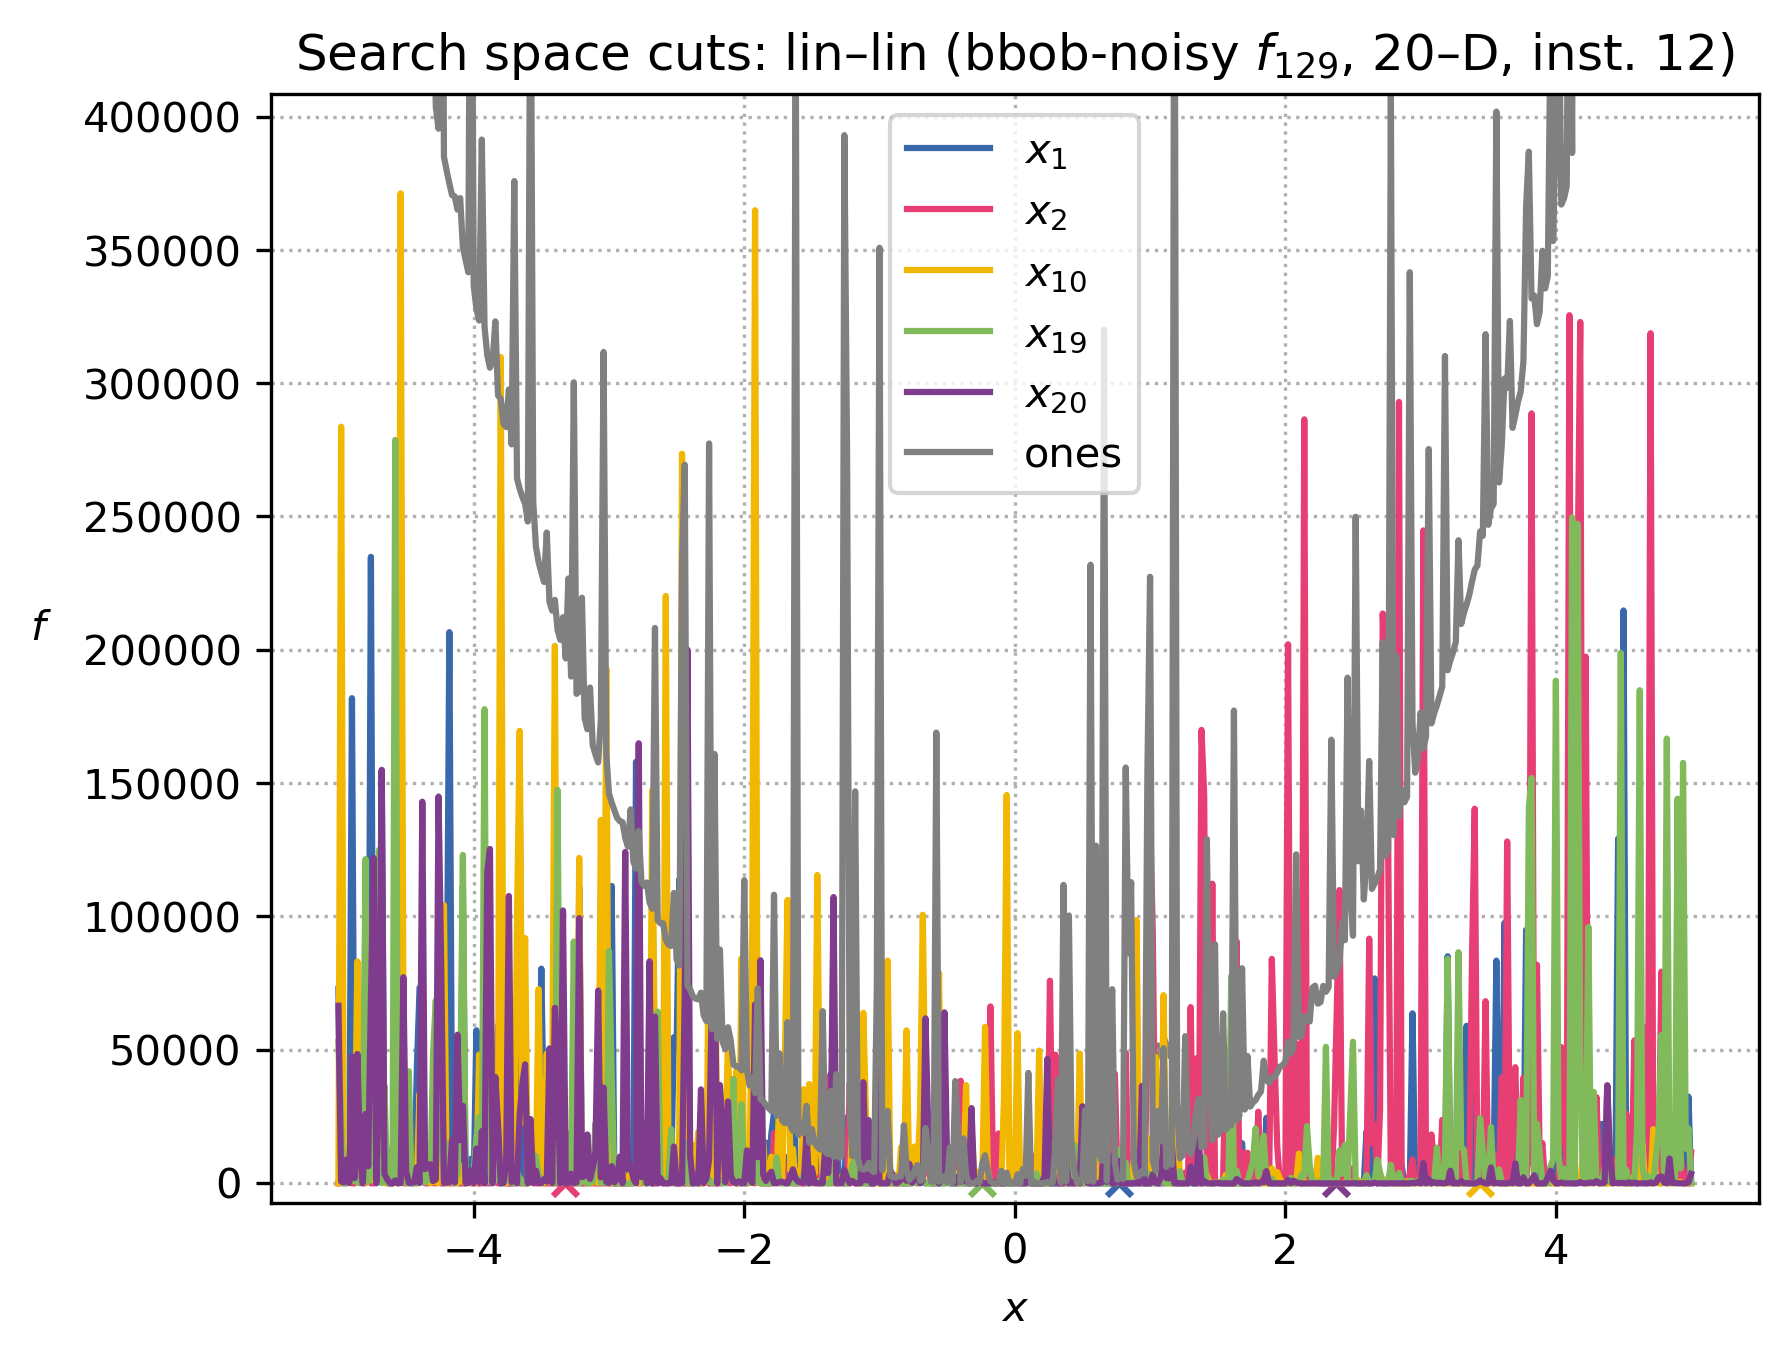 Search space cuts: lin–lin (bbob-noisy f129, 20–D, inst. 12)
400000
350000
300000
250000
200000
150000
100000
50000
0
f
x1
x2
x10
x19
x20
ones
−4
−2
0
2
4
x